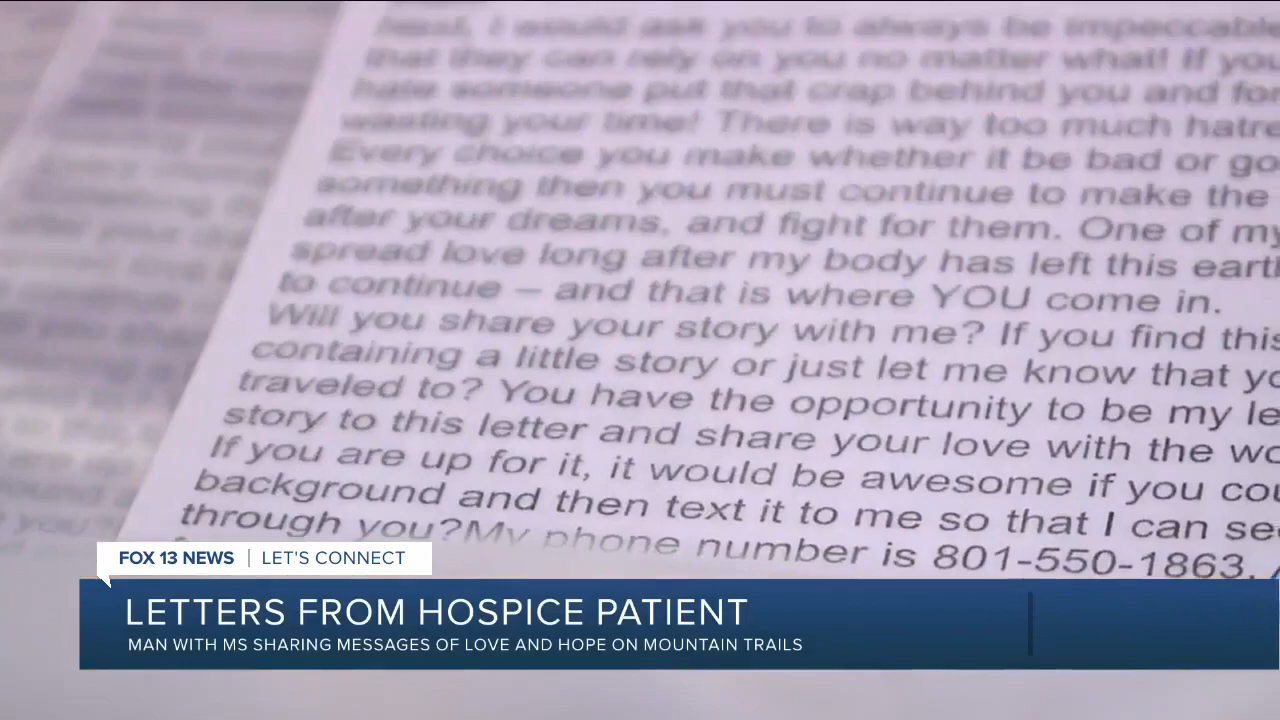 heart, I would ask you to always be impeccable
that they can rely on you no matter what! If you
hate someone put that crap behind you and for
wasting your time! There is way too much hatre
Every choice you make whether it be bad or go
something then you must continue to make the
after your dreams, and fight for them. One of my
spread love long after my body has left this earth
to continue – and that is where YOU come in.
Will you share your story with me? If you find this
containing a little story or just let me know that yo
traveled to? You have the opportunity to be my le
story to this letter and share your love with the wo
If you are up for it, it would be awesome if you cou
background and then text it to me so that I can see
through you?My phone number is 801-550-1863.
FOX 13 NEWS | LET'S CONNECT
LETTERS FROM HOSPICE PATIENT
MAN WITH MS SHARING MESSAGES OF LOVE AND HOPE ON MOUNTAIN TRAILS